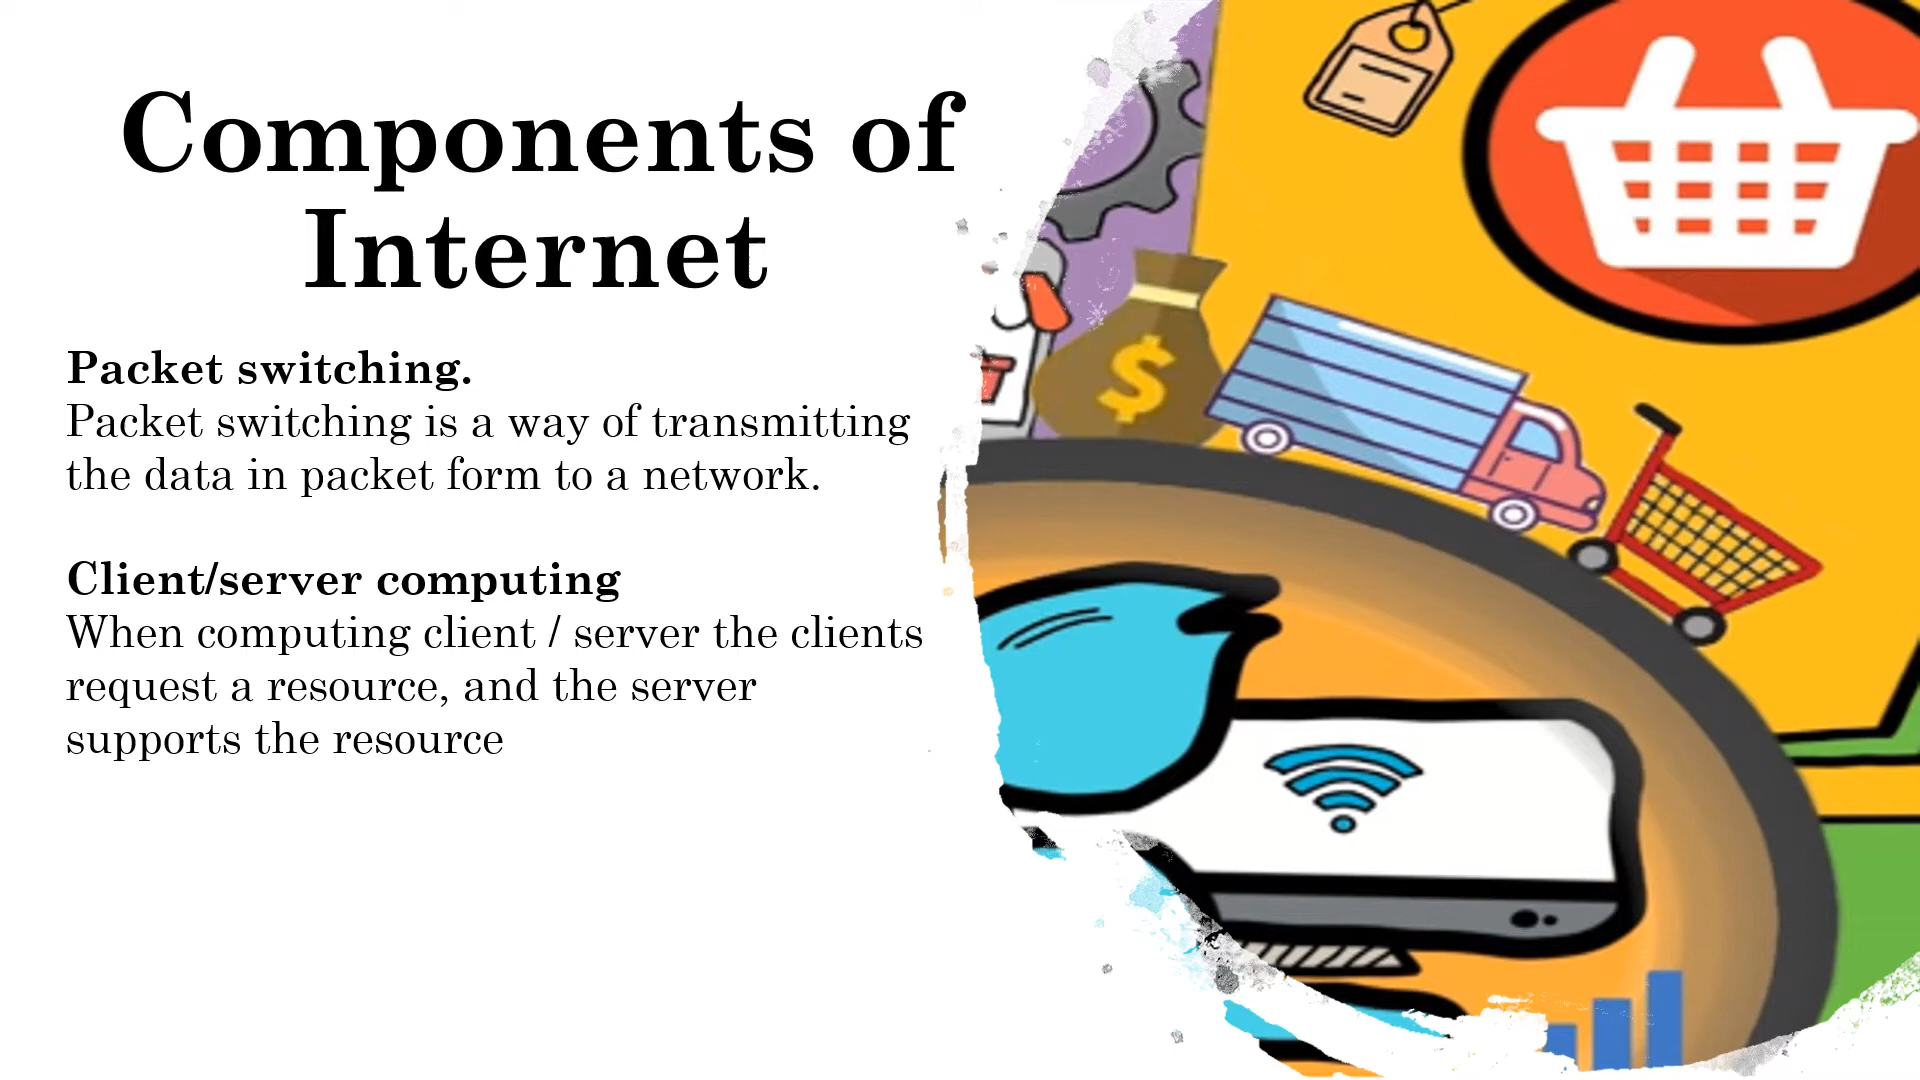 Components of
Internet
Packet switching.
Packet switching is a way of transmitting
the data in packet form to a network.
Client/server computing
When computing client / server the clients
request a resource, and the server
supports the resource
$